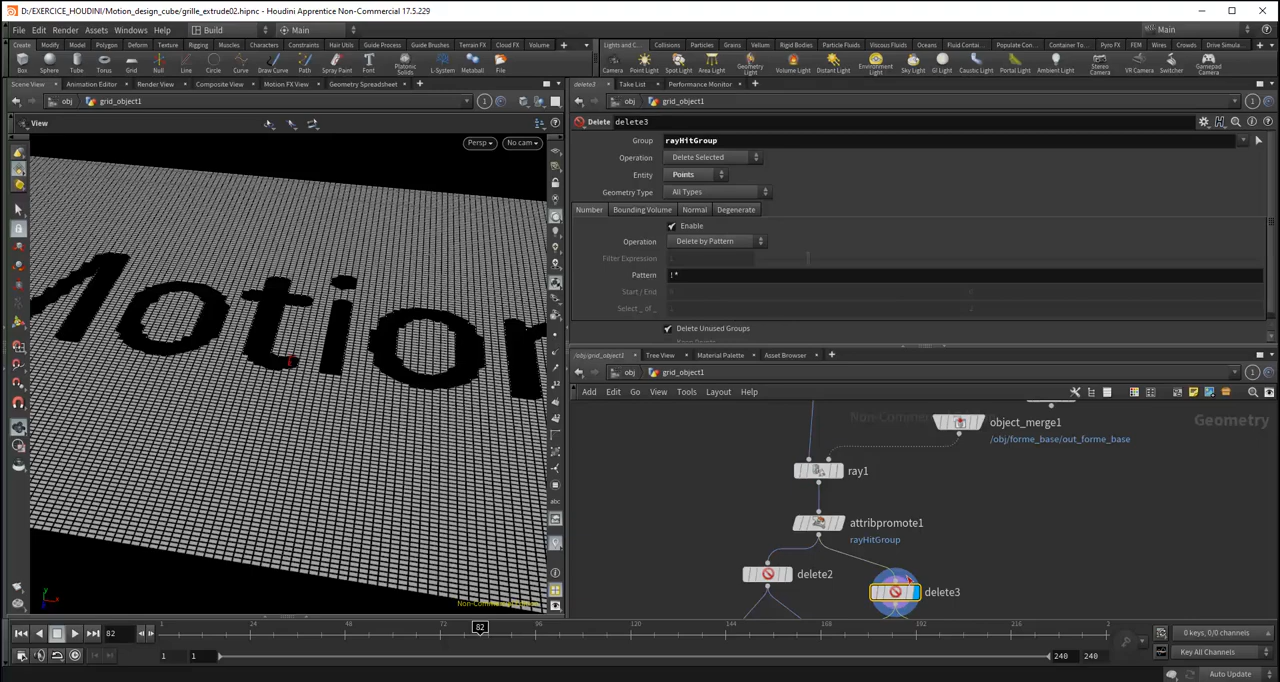 D:/EXERCICE_HOUDINI/Motion_design_cube/grille_extrude02.hipnc - Houdini Apprentice Non-Commercial 17.5.229
File Edit Render Assets Windows Help Build Main Main
Create Modify Model Polygon Deform Texture Rigging Muscles Characters Constraints Hair Utils Guide Process Guide Brushes Terrain FX Cloud FX Volume
Lights and C... Collisions Particles Grains Vellum Rigid Bodies Particle Fluids Viscous Fluids Oceans Fluid Contai... Populate Con... Container To... Pyro FX FEM Wires Crowds Drive Simula...
Box Sphere Tube Torus Grid Null Line Circle Curve Draw Curve Path Spray Paint Font Platonic Solids L-System Metaball File
Camera Point Light Spot Light Area Light Geometry Light Volume Light Distant Light Environment Light Sky Light GI Light Caustic Light Portal Light Ambient Light Stereo Camera VR Camera Switcher Gamepad Camera
Scene View Animation Editor Render View Composite View Motion FX View Geometry Spreadsheet
delete3 Take List Performance Monitor
obj grid_object1 1
obj grid_object1 1
View
Persp No cam
Motion
Non-Commercial
Delete delete3
Group rayHitGroup
Operation Delete Selected
Entity Points
Geometry Type All Types
Number Bounding Volume Normal Degenerate
Enable
Operation Delete by Pattern
Filter Expression
Pattern !*
Start / End
Select _ of _
Delete Unused Groups
/obj/grid_object1 Tree View Material Palette Asset Browser
obj grid_object1 1
Add Edit Go View Tools Layout Help
Non-Commercial
Geometry
object_merge1
/obj/forme_base/out_forme_base
ray1
attribpromote1
rayHitGroup
delete2
delete3
82 1 24 48 72 82 96 120 144 168 192 216 2
0 keys, 0/0 channels
1 1 240 240
Key All Channels
Auto Update